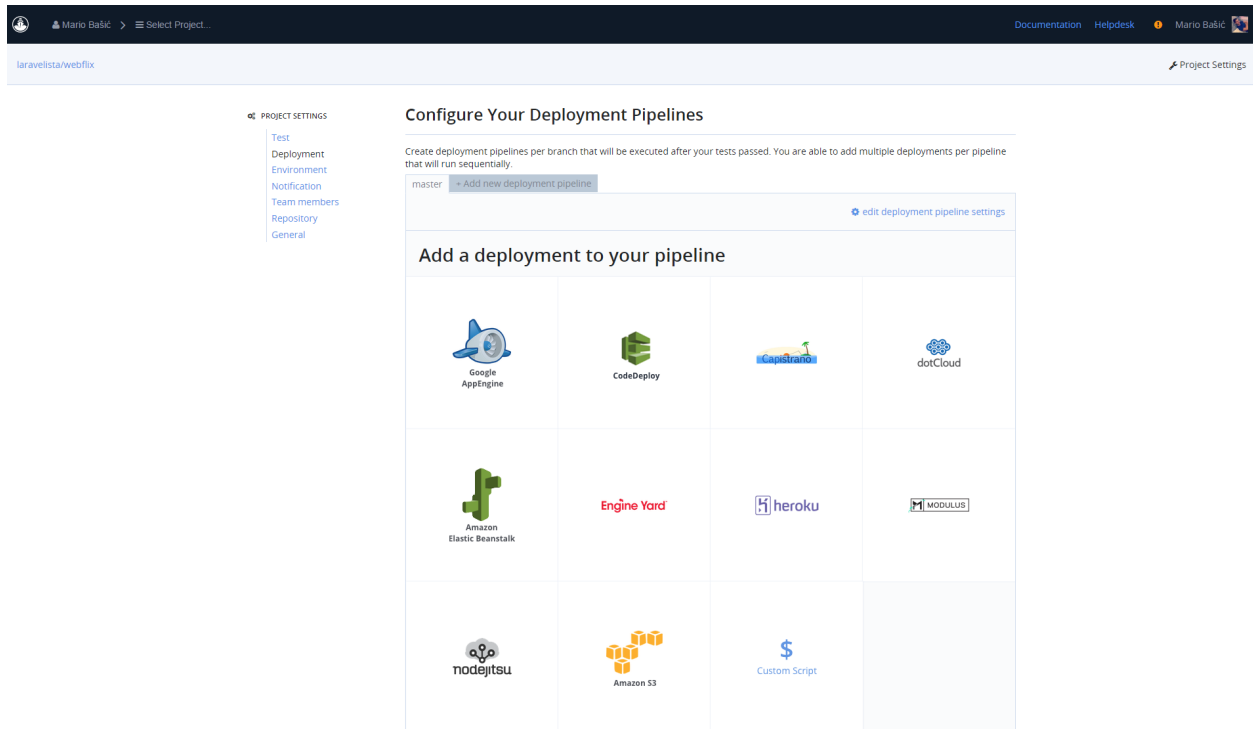 Mario Bašić > Select Project...
Documentation Helpdesk Mario Bašić
laravelista/webflix
Project Settings
PROJECT SETTINGS
Test
Deployment
Environment
Notification
Team members
Repository
General
Configure Your Deployment Pipelines
Create deployment pipelines per branch that will be executed after your tests passed. You are able to add multiple deployments per pipeline
that will run sequentially.
master + Add new deployment pipeline
edit deployment pipeline settings
Add a deployment to your pipeline
Google
AppEngine
CodeDeploy
Capistrano
dotCloud
Amazon
Elastic Beanstalk
Engine Yard
heroku
MODULUS
nodejitsu
Amazon S3
$
Custom Script